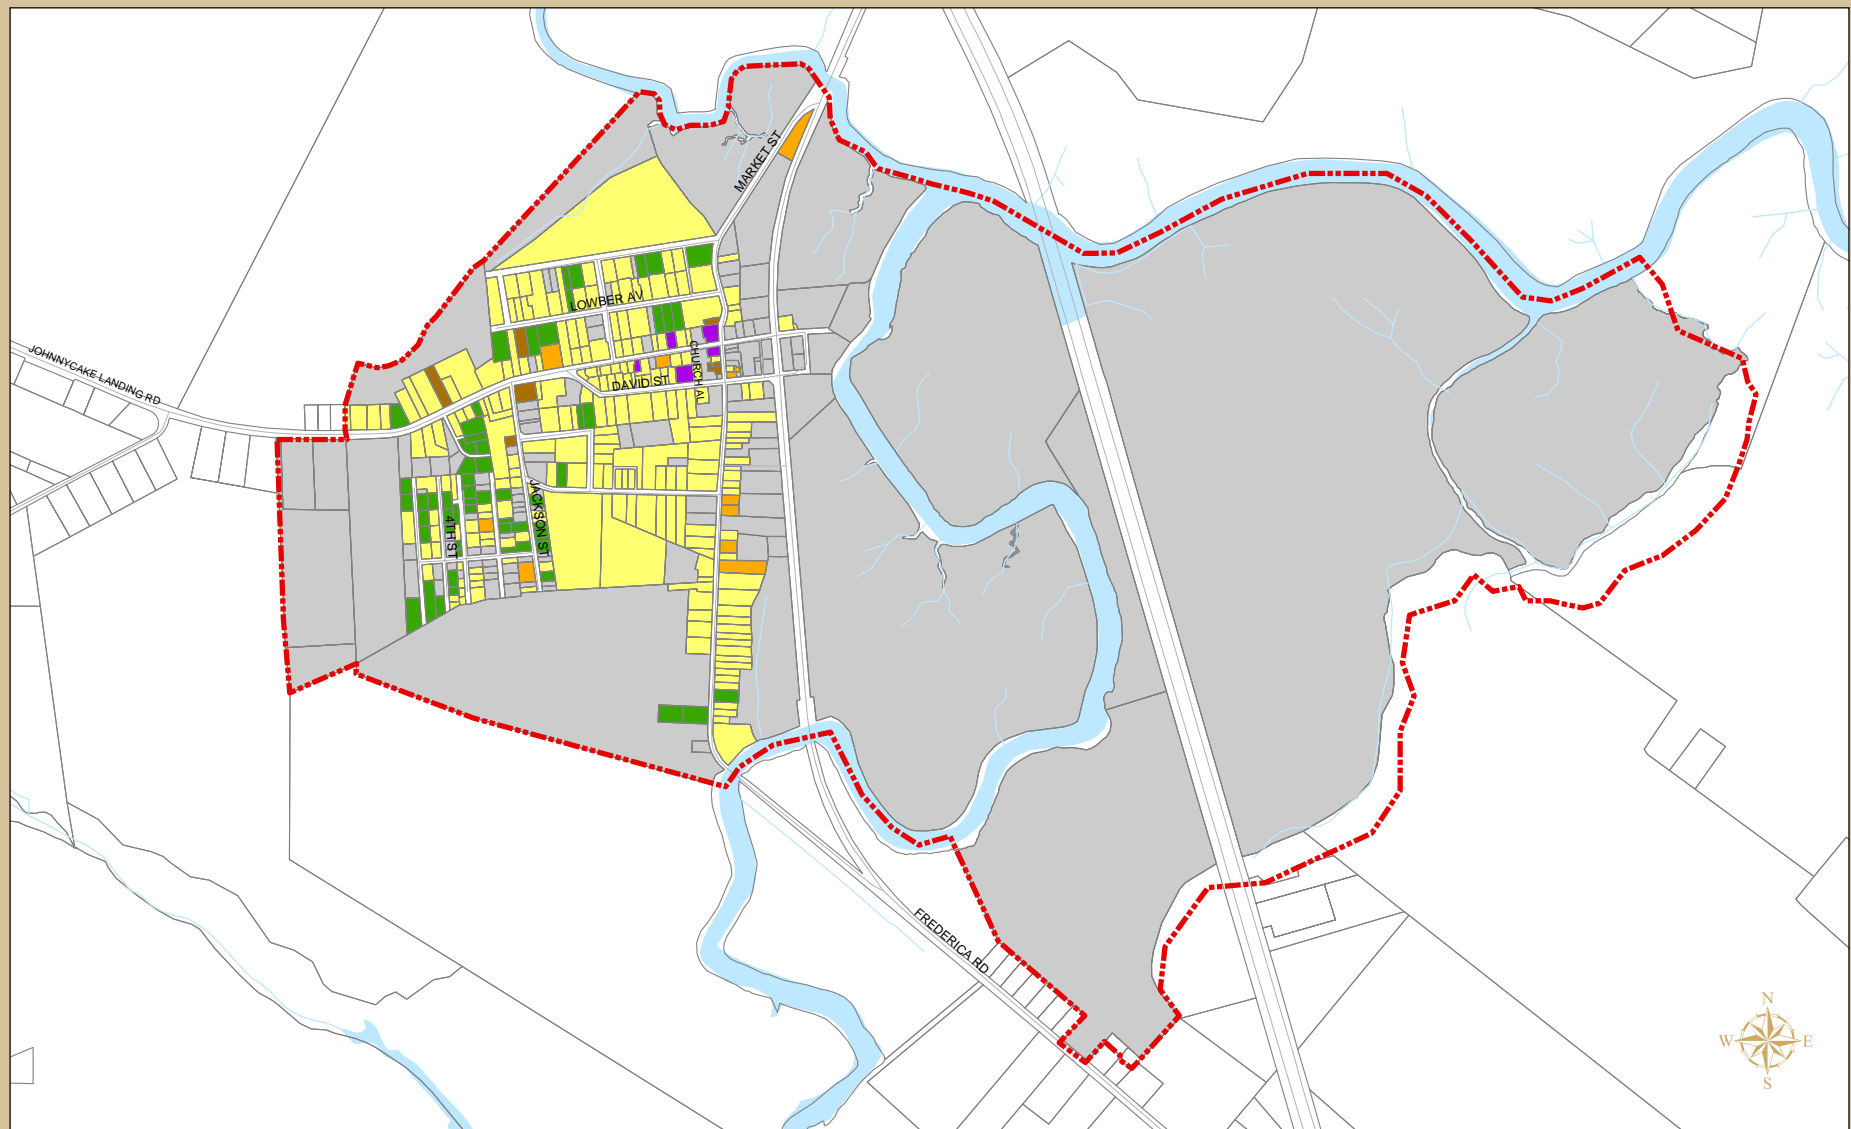 MARKET ST
LOWBER AV
JOHNNYCAKE LANDING RD
CHURCH AL
DAVID ST
JACKSON ST
4TH ST
FREDERICA RD
N
W E
S